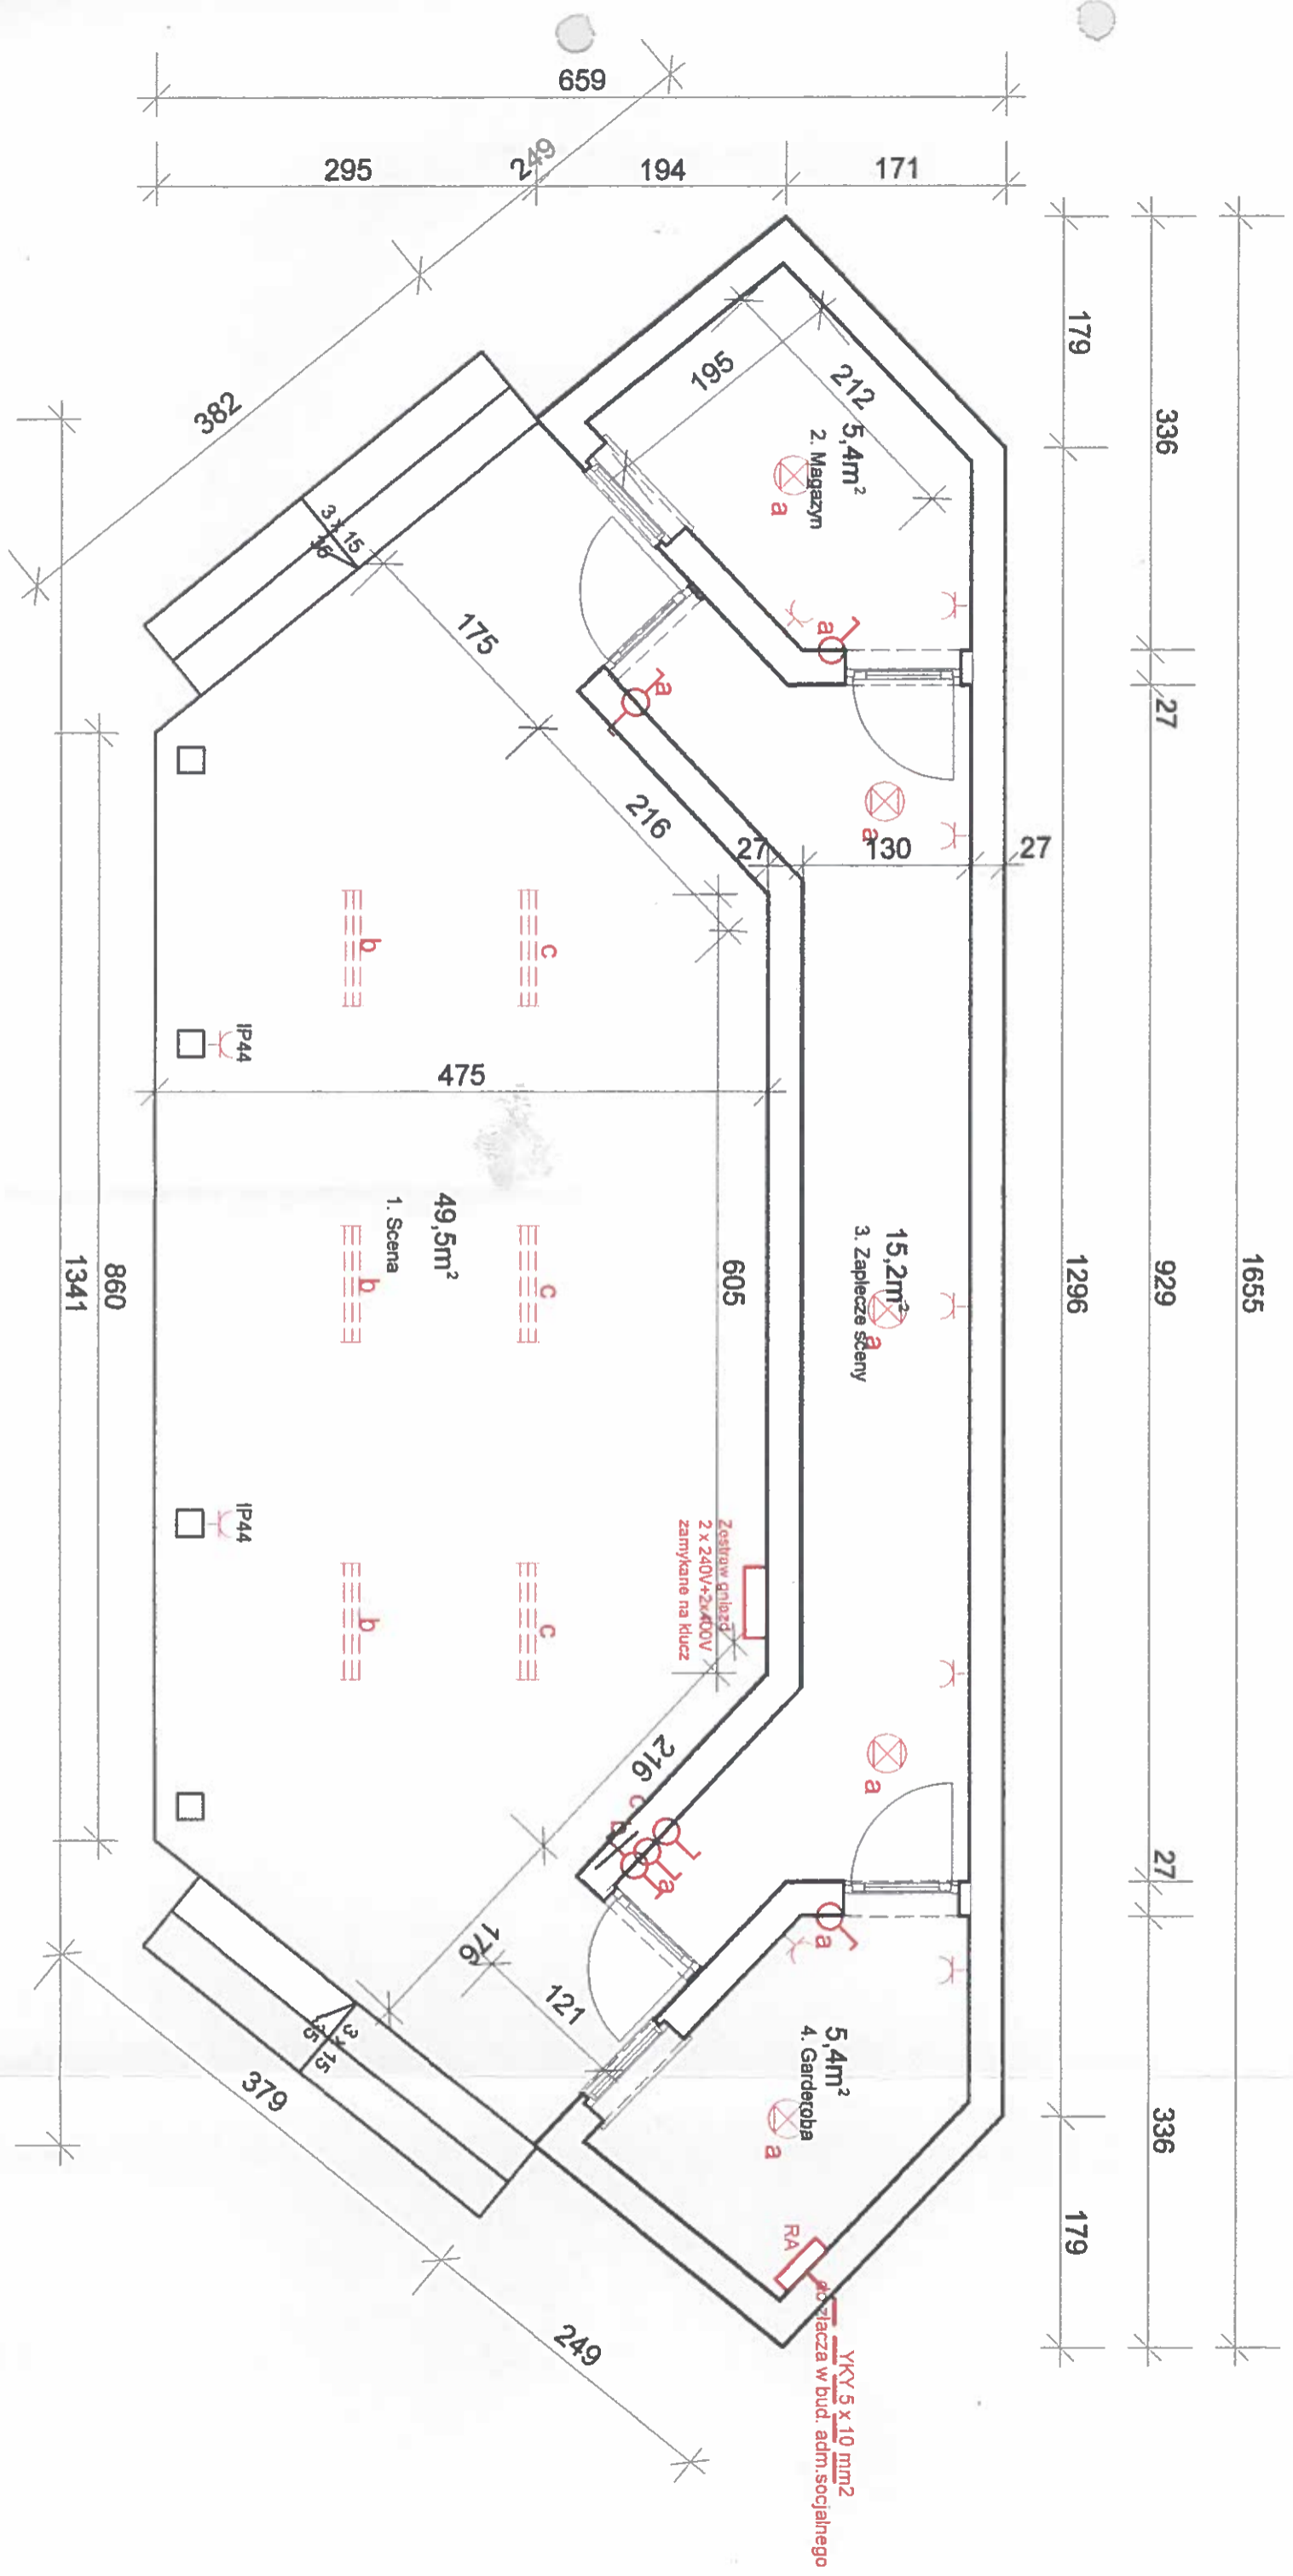 1655
336
27
929
27
336
179
1296
179
659
295
249
194
171
382
195
212
5,4m²
2. Magazyn
a
a
a
a
3 x 15
36
175
216
27
130
27
b
c
IP44
475
605
49,5m²
1. Scena
b
c
15,2m²
3. Zaplecze sceny
a
IP44
b
c
Zestaw gniazd
2 x 240V+2x400V
zamykane na klucz
216
c
b
a
a
a
176
121
5,4m²
4. Garderoba
a
3 x 15
379
249
RA
YKY 5 x 10 mm2
do złacza w bud. adm.socjalnego
860
1341